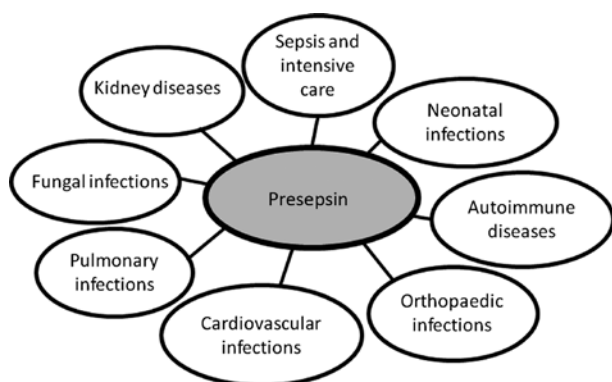 Sepsis and
intensive
care
Kidney diseases
Neonatal
infections
Fungal infections
Presepsin
Autoimmune
diseases
Pulmonary
infections
Orthopaedic
infections
Cardiovascular
infections